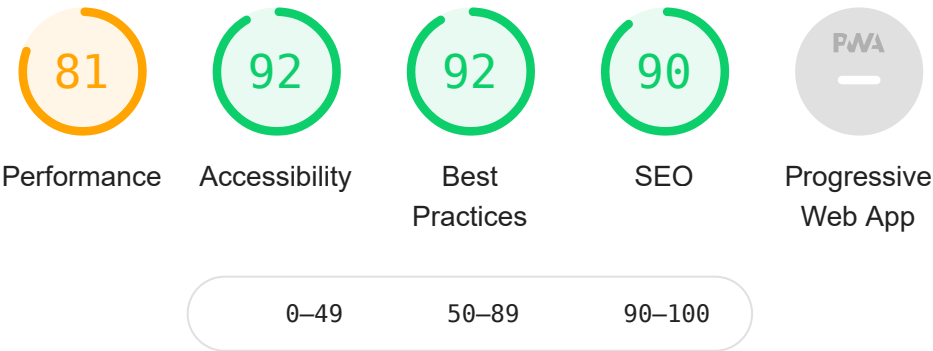 81 92 92 90 PWA
Performance Accessibility Best Practices SEO Progressive Web App
0–49 50–89 90–100